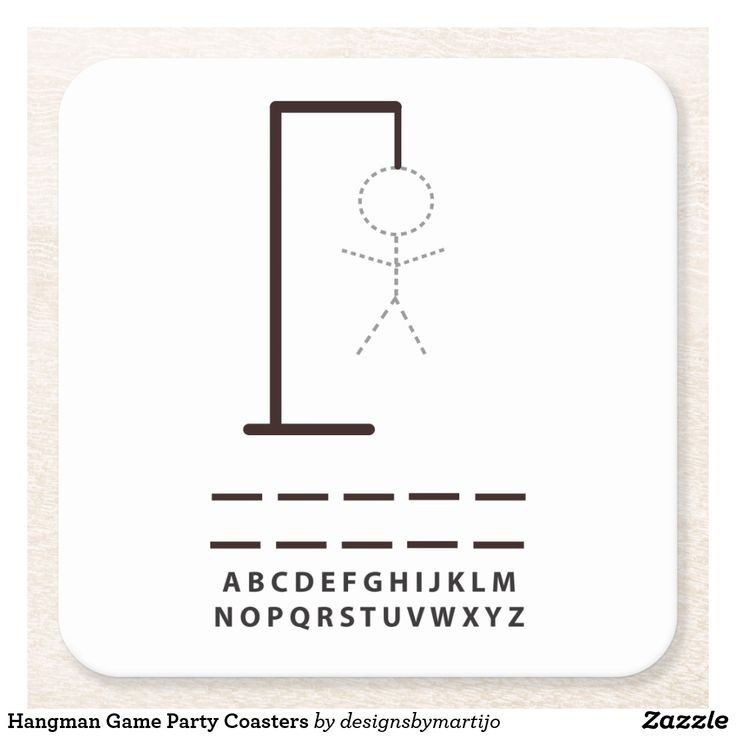 ABCDEFGHIJKLM
NOPQRSTUVWXYZ
Hangman Game Party Coasters by designsbymartijo Zazzle